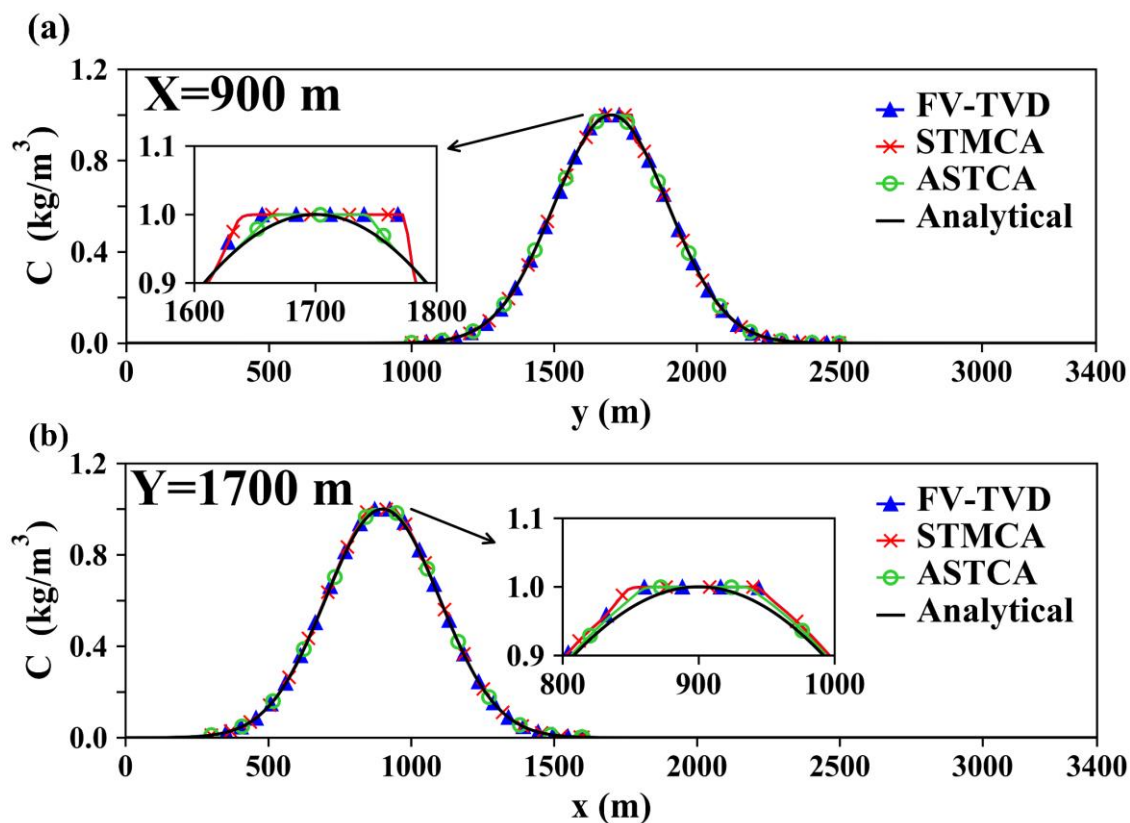 (a)
X=900 m
FV-TVD
STMCA
ASTCA
Analytical
C (kg/m³)
1.2
0.8
0.4
0.0
1.1
1.0
0.9
1600 1700 1800
0 500 1000 1500 2000 2500 3000 3400
y (m)
(b)
Y=1700 m
FV-TVD
STMCA
ASTCA
Analytical
C (kg/m³)
1.2
0.8
0.4
0.0
1.1
1.0
0.9
800 900 1000
0 500 1000 1500 2000 2500 3000 3400
x (m)